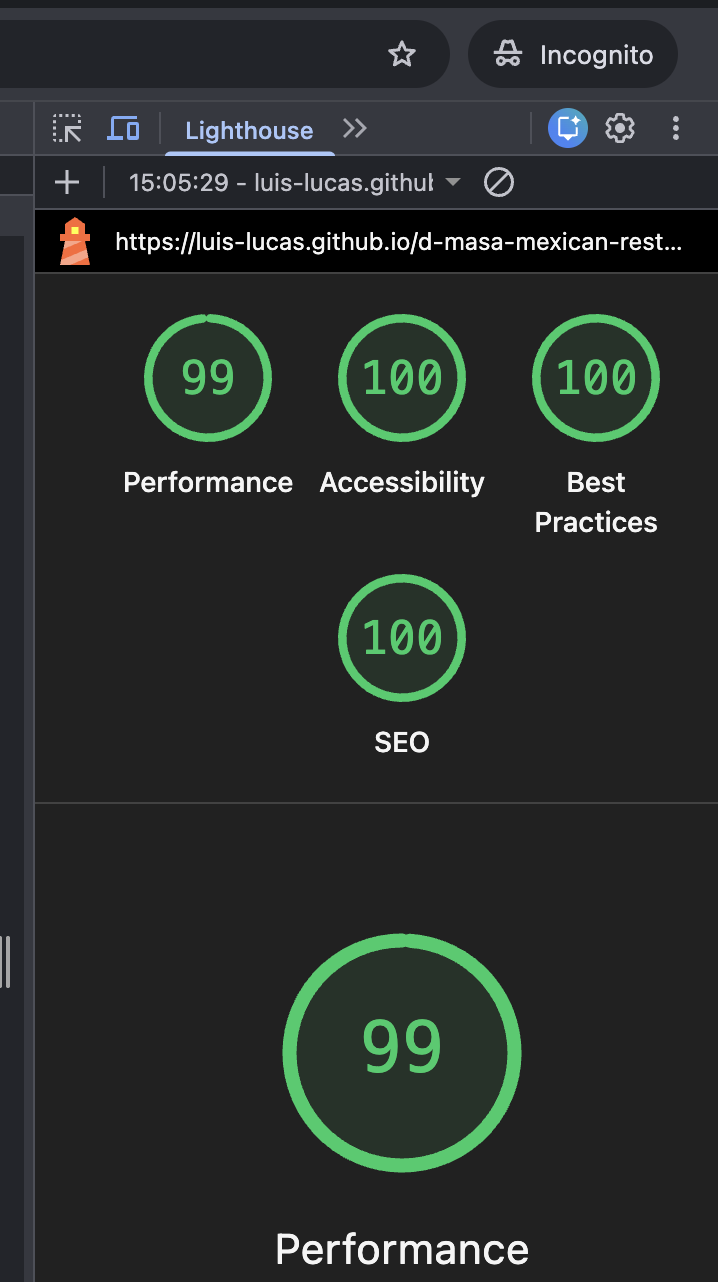 Incognito
Lighthouse
15:05:29 - luis-lucas.github
https://luis-lucas.github.io/d-masa-mexican-rest...
99 100 100
Performance Accessibility Best
Practices
100
SEO
99
Performance